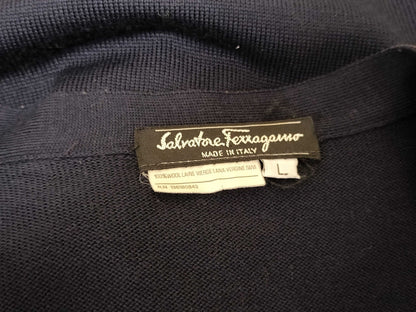 Salvatore Ferragamo
MADE IN ITALY
100% WOOL LAINE VIERGE LANA VERGINE
L
R.N.